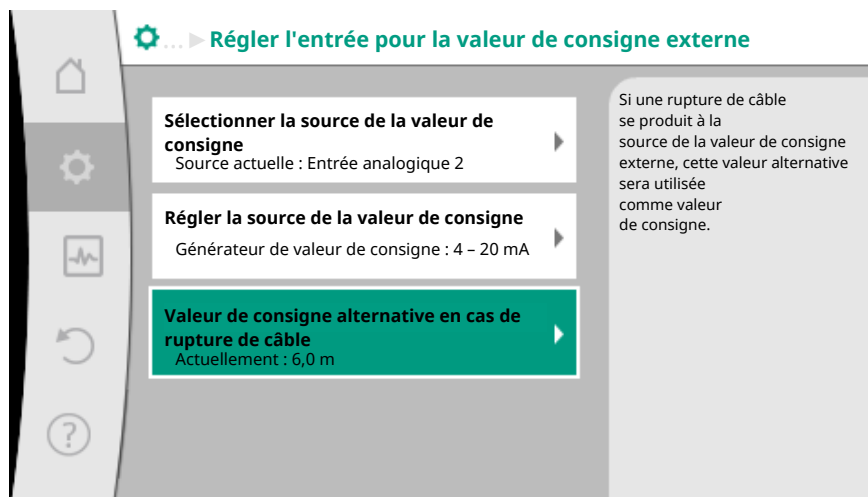 ... ▶ Régler l'entrée pour la valeur de consigne externe
Sélectionner la source de la valeur de
consigne
Source actuelle : Entrée analogique 2
Régler la source de la valeur de consigne
Générateur de valeur de consigne : 4 – 20 mA
Valeur de consigne alternative en cas de
rupture de câble
Actuellement : 6,0 m
Si une rupture de câble
se produit à la
source de la valeur de consigne
externe, cette valeur alternative
sera utilisée
comme valeur
de consigne.
?